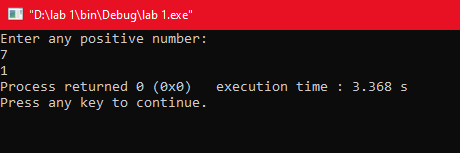 "D:\lab 1\bin\Debug\lab 1.exe"
Enter any positive number:
7
1
Process returned 0 (0x0)   execution time : 3.368 s
Press any key to continue.